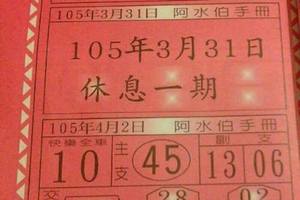 105年3月31日 阿水伯手冊
105年3月31日
休息一期
105年4月2日 阿水伯手冊
快樂全車 主支 副支
10 45 13 06
28 02